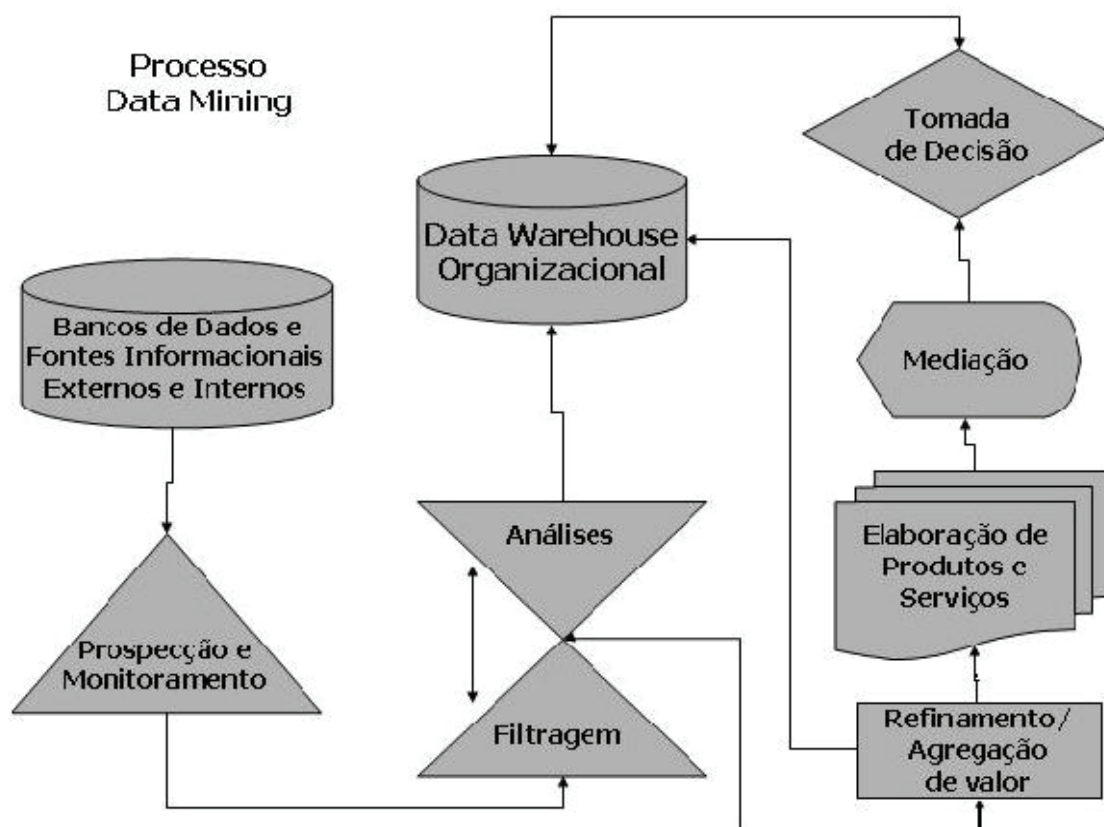 Processo
Data Mining
Tomada
de Decisão
Data Warehouse
Organizacional
Bancos de Dados e
Fontes Informacionais
Externos e Internos
Mediação
Análises
Elaboração de
Produtos e
Serviços
Prospecção e
Monitoramento
Filtragem
Refinamento/
Agregação
de valor